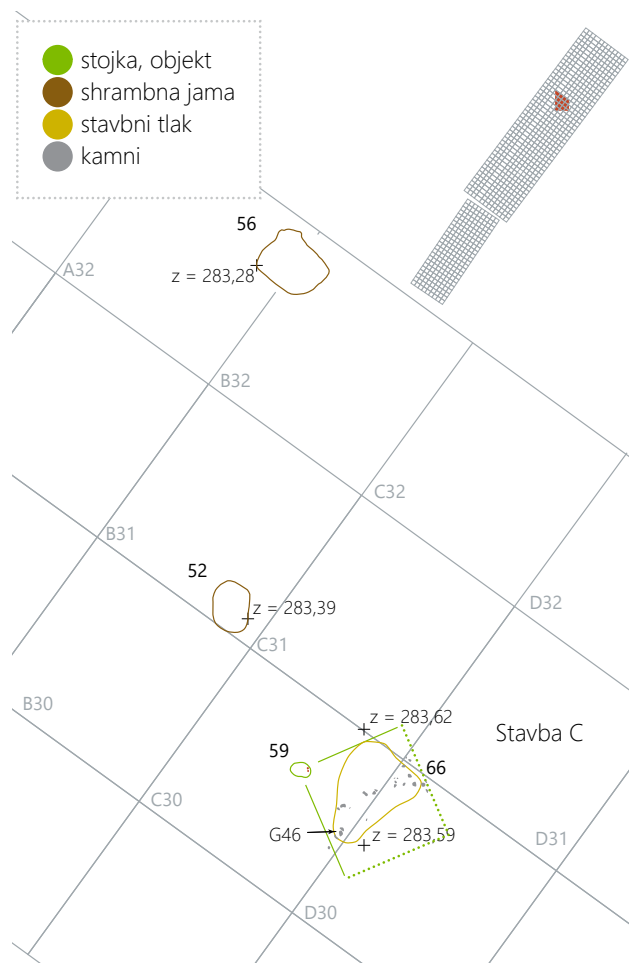 stojka, objekt
shrambna jama
stavbni tlak
kamni
56
A32
z = 283,28
B32
C32
B31
52
z = 283,39
D32
C31
B30
z = 283,62
Stavba C
59
66
C30
G46
z = 283,59
D31
D30